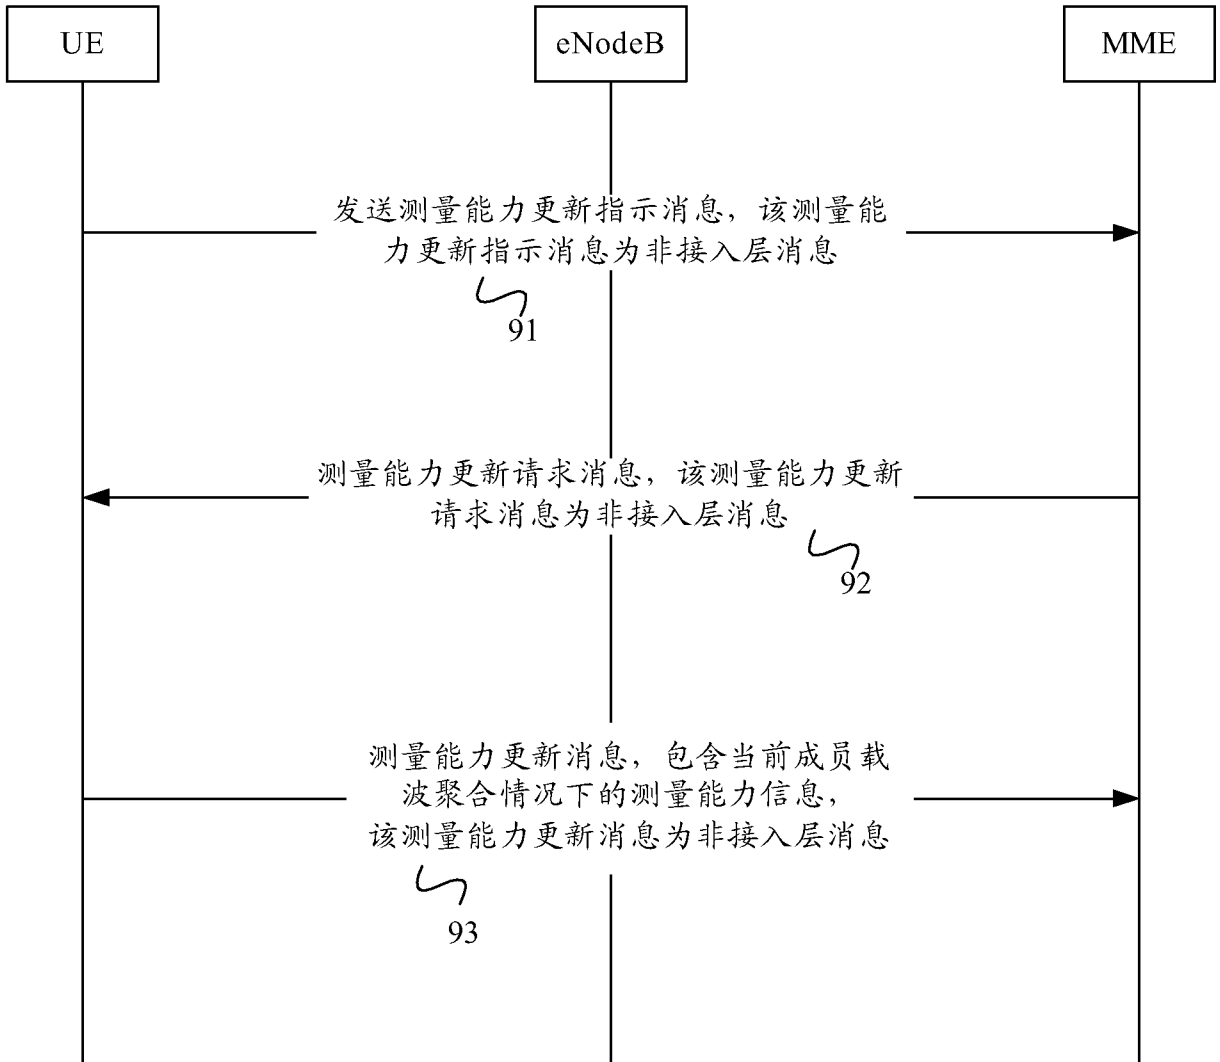 UE
eNodeB
MME
发送测量能力更新指示消息，该测量能
力更新指示消息为非接入层消息
91
测量能力更新请求消息，该测量能力更新
请求消息为非接入层消息
92
测量能力更新消息，包含当前成员载
波聚合情况下的测量能力信息，
该测量能力更新消息为非接入层消息
93